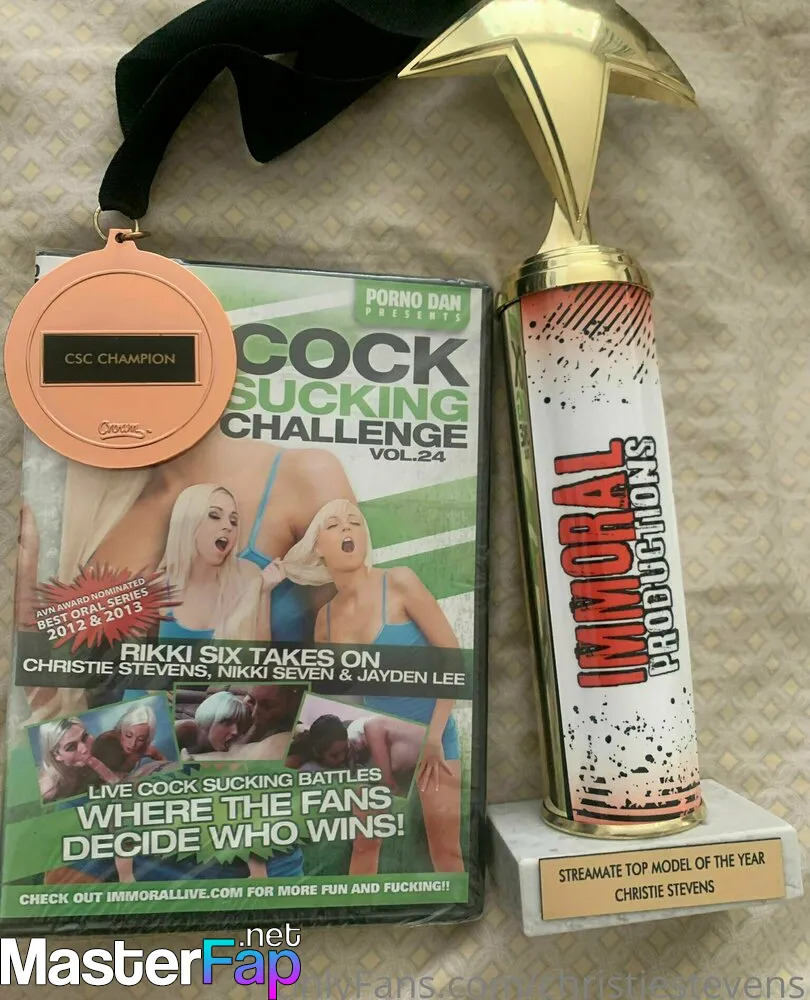 CSC CHAMPION
PORNO DAN
PRESENTS
COCK
SUCKING
CHALLENGE
VOL.24
AVN AWARD NOMINATED
BEST ORAL SERIES
2012 & 2013
RIKKI SIX TAKES ON
CHRISTIE STEVENS, NIKKI SEVEN & JAYDEN LEE
LIVE COCK SUCKING BATTLES
WHERE THE FANS
DECIDE WHO WINS!
CHECK OUT IMMORALLIVE.COM FOR MORE FUN AND FUCKING!!
IMMORAL
PRODUCTIONS
STREAMATE TOP MODEL OF THE YEAR
CHRISTIE STEVENS
MasterFap.net